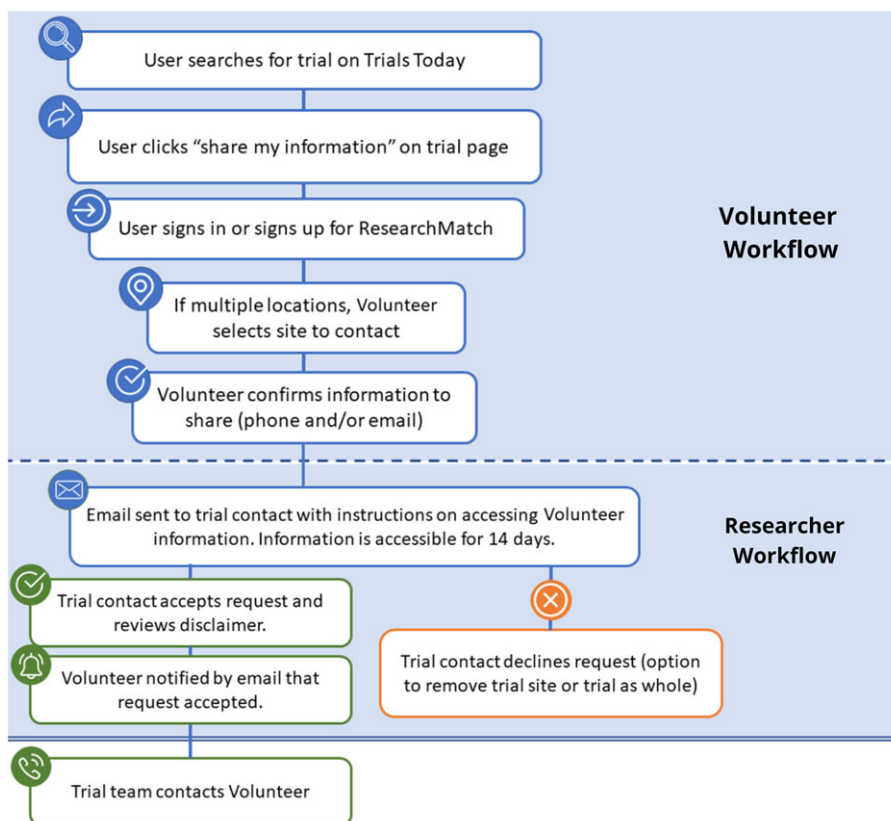 User searches for trial on Trials Today
User clicks “share my information” on trial page
User signs in or signs up for ResearchMatch
If multiple locations, Volunteer
selects site to contact
Volunteer confirms information to
share (phone and/or email)
Volunteer
Workflow
Email sent to trial contact with instructions on accessing Volunteer
information. Information is accessible for 14 days.
Researcher
Workflow
Trial contact accepts request and
reviews disclaimer.
Volunteer notified by email that
request accepted.
Trial contact declines request (option
to remove trial site or trial as whole)
Trial team contacts Volunteer